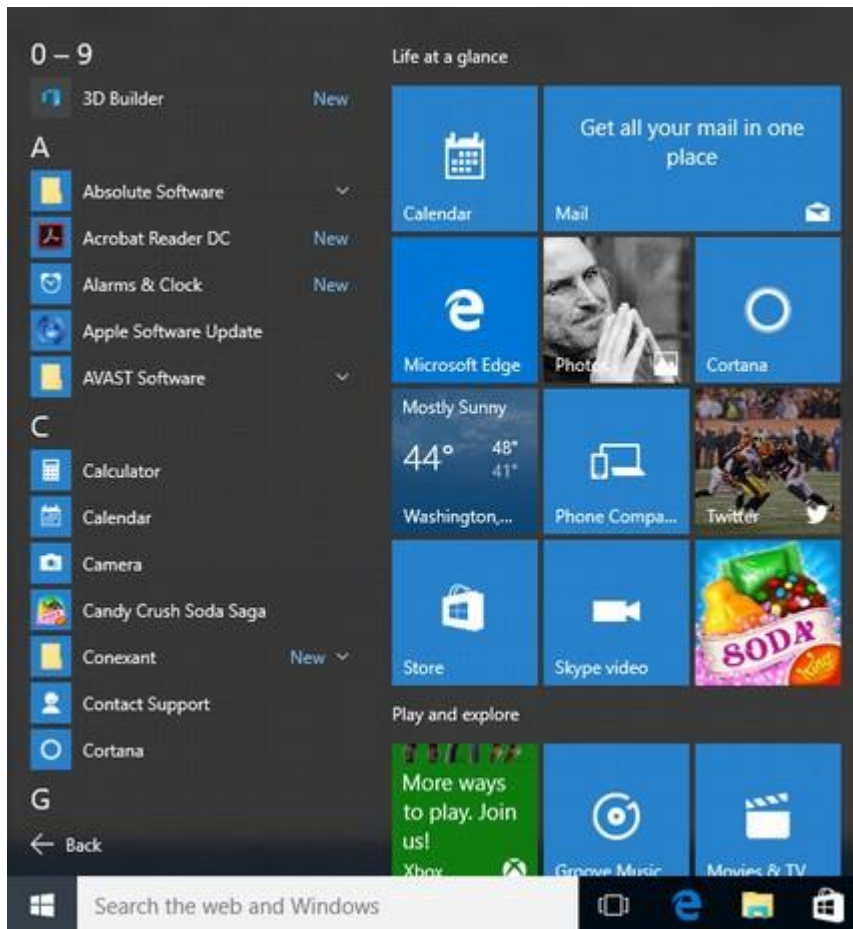 0 – 9
3D Builder New
A
Absolute Software
Acrobat Reader DC New
Alarms & Clock New
Apple Software Update
AVAST Software
C
Calculator
Calendar
Camera
Candy Crush Soda Saga
Conexant New
Contact Support
Cortana
G
Back
Life at a glance
Calendar
Get all your mail in one
place
Mail
Microsoft Edge
Photos
Cortana
Mostly Sunny
44° 48°
41°
Washington,...
Phone Compa...
Twitter
Store
Skype video
SODA
King
Play and explore
More ways
to play. Join
us!
Xbox
Groove Music
Movies & TV
Search the web and Windows